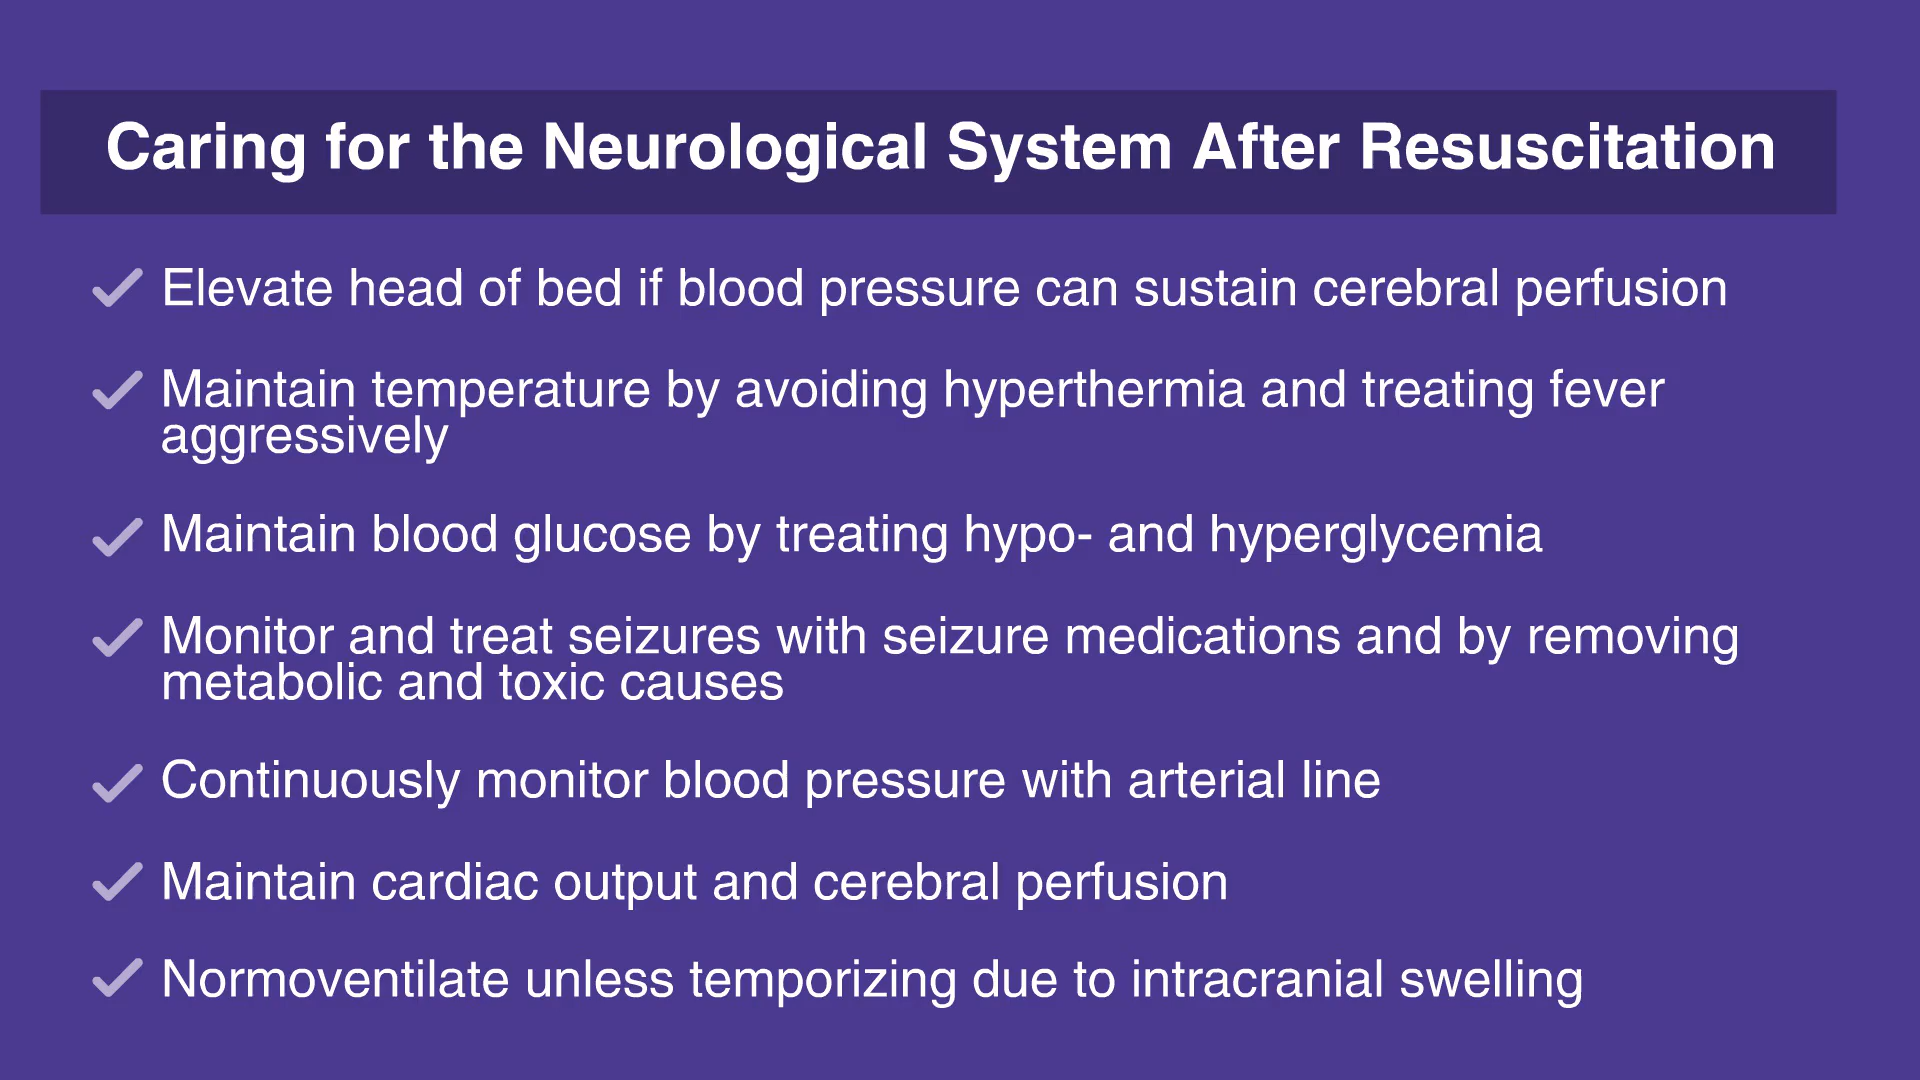 Caring for the Neurological System After Resuscitation
Elevate head of bed if blood pressure can sustain cerebral perfusion
Maintain temperature by avoiding hyperthermia and treating fever
aggressively
Maintain blood glucose by treating hypo- and hyperglycemia
Monitor and treat seizures with seizure medications and by removing
metabolic and toxic causes
Continuously monitor blood pressure with arterial line
Maintain cardiac output and cerebral perfusion
Normoventilate unless temporizing due to intracranial swelling